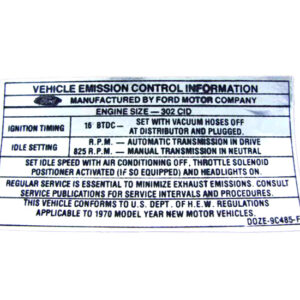 VEHICLE EMISSION CONTROL INFORMATION
Ford MANUFACTURED BY FORD MOTOR COMPANY
ENGINE SIZE — 302 CID
IGNITION TIMING 16° BTDC – SET WITH VACUUM HOSES OFF
AT DISTRIBUTOR AND PLUGGED.
IDLE SETTING R.P.M. – AUTOMATIC TRANSMISSION IN DRIVE
825 R.P.M. – MANUAL TRANSMISSION IN NEUTRAL
SET IDLE SPEED WITH AIR CONDITIONING OFF, THROTTLE SOLENOID
POSITIONER ACTIVATED (IF SO EQUIPPED) AND HEADLIGHTS ON.
REGULAR SERVICE IS ESSENTIAL TO MINIMIZE EXHAUST EMISSIONS. CONSULT
SERVICE PUBLICATIONS FOR SERVICE INTERVALS AND PROCEDURES.
THIS VEHICLE CONFORMS TO U.S. DEPT. OF H.E.W. REGULATIONS
APPLICABLE TO 1970 MODEL YEAR NEW MOTOR VEHICLES.
DOZE-9C485-F